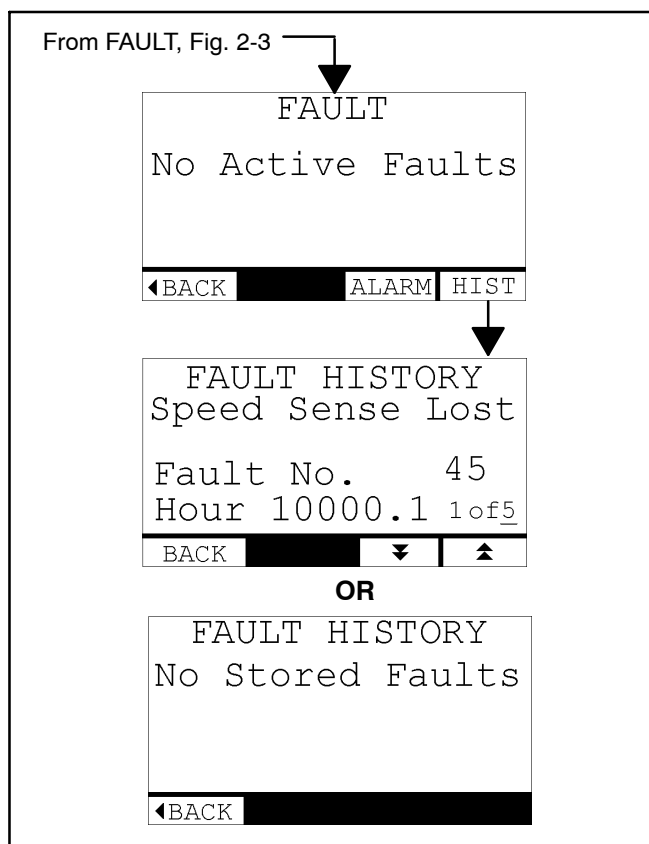 From FAULT, Fig. 2-3
FAULT
No Active Faults
◀BACK ALARM HIST
FAULT HISTORY
Speed Sense Lost
Fault No. 45
Hour 10000.1 1of5
BACK
OR
FAULT HISTORY
No Stored Faults
◀BACK